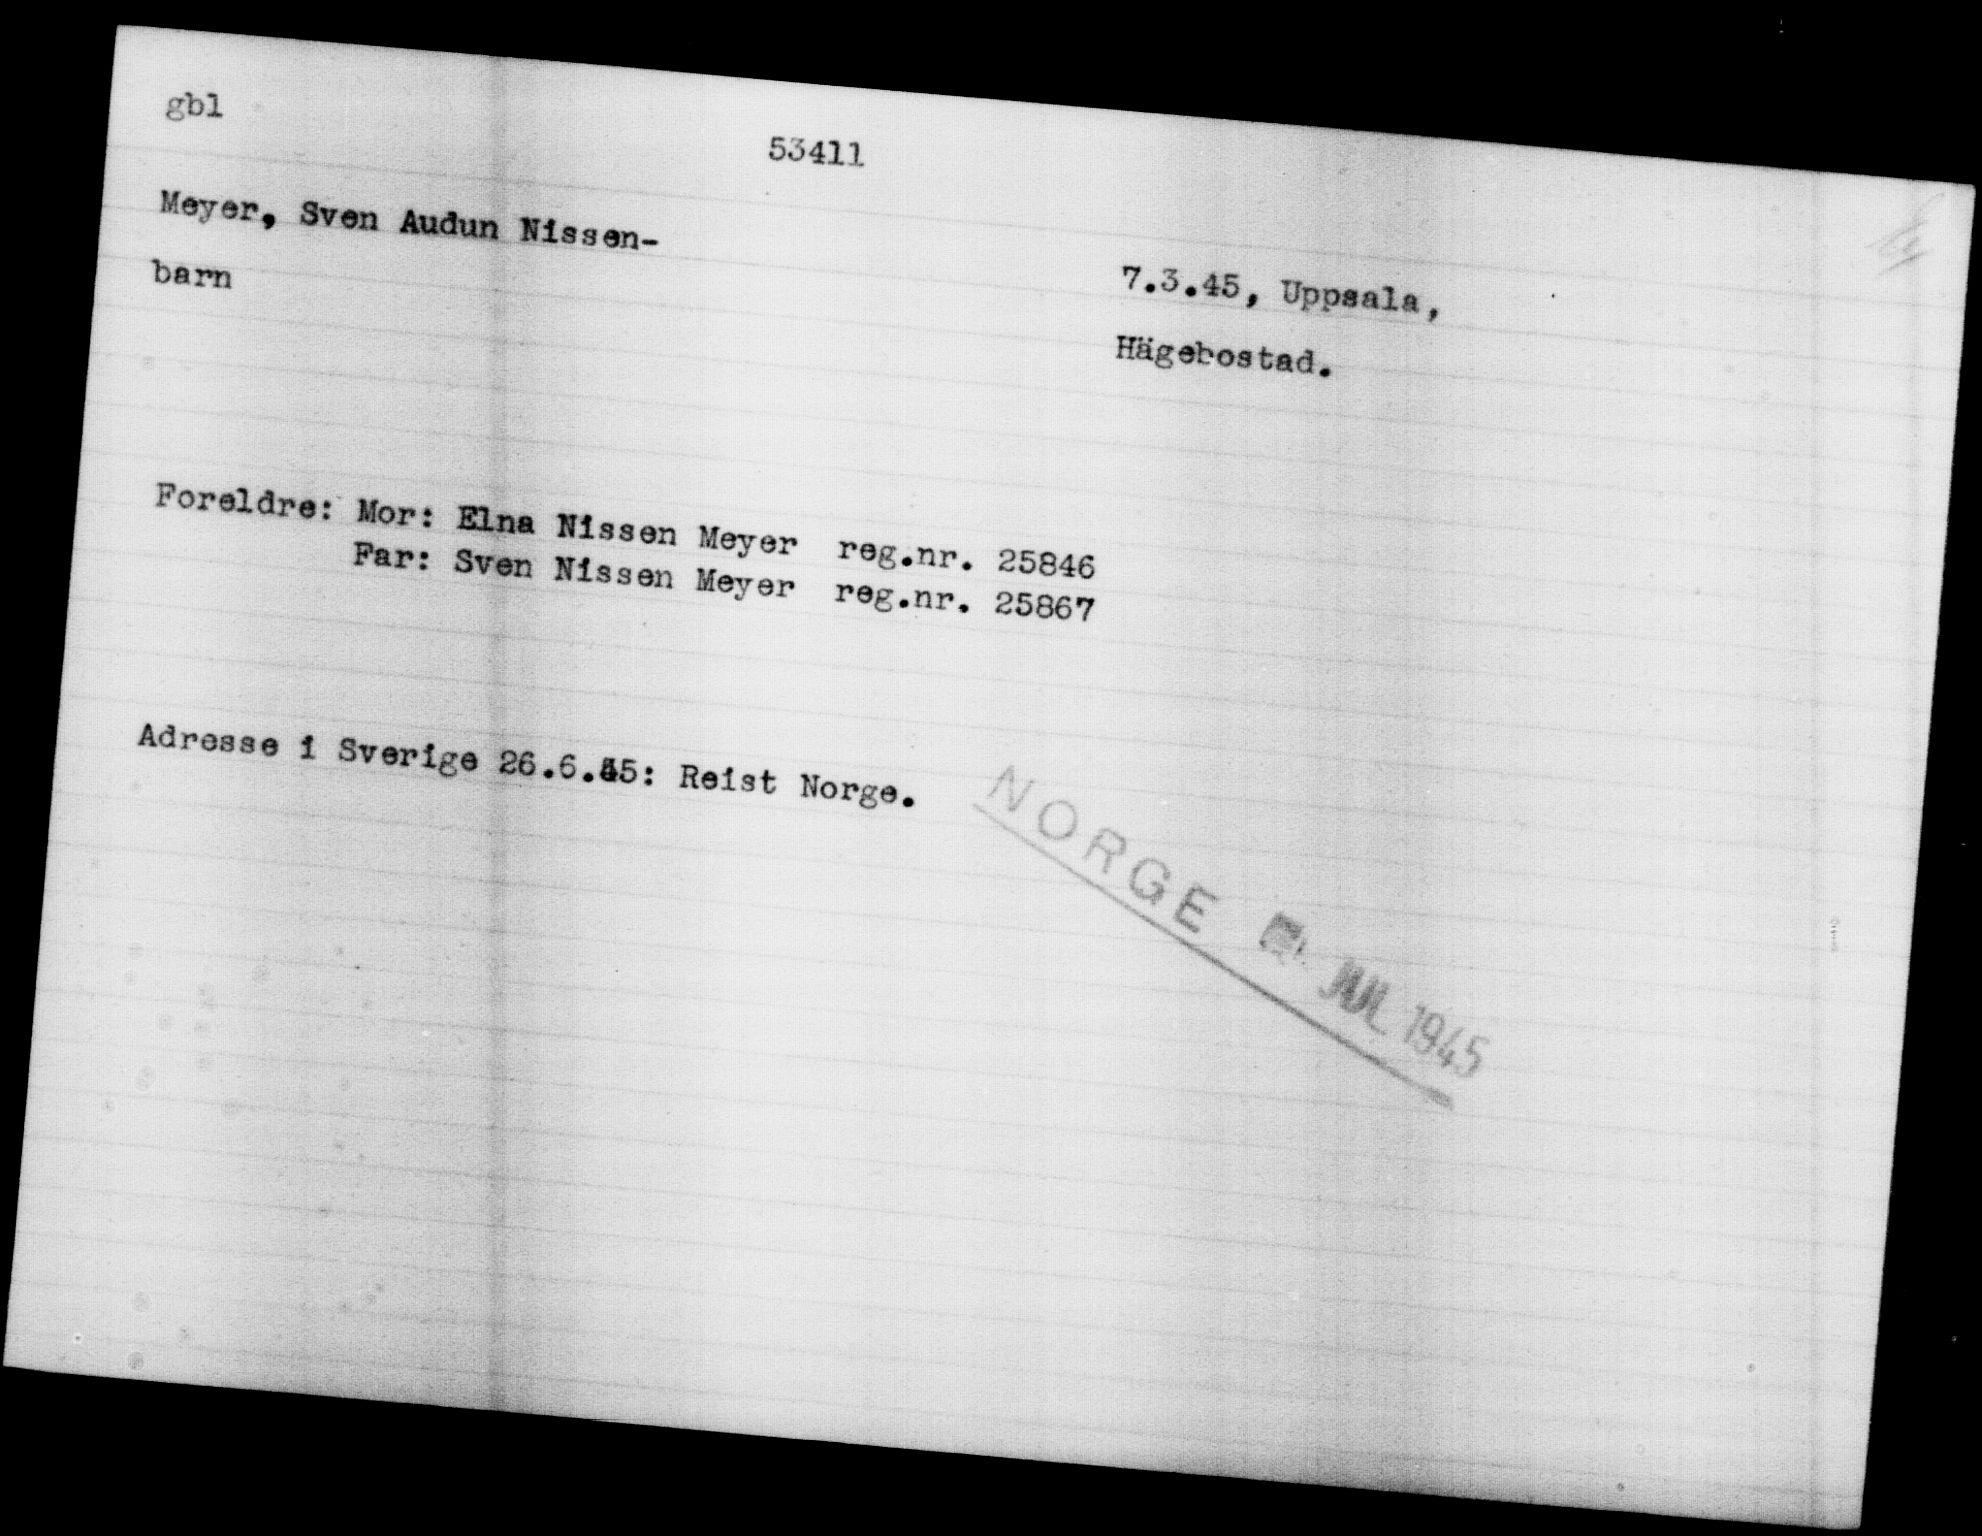 gbl
53411
Meyer, Sven Audun Nissen-
barn
7.3.45, Uppsala,
Hägebostad.
Foreldre: Mor: Elna Nissen Meyer reg.nr. 25846
Far: Sven Nissen Meyer reg.nr. 25867
Adresse i Sverige 26.6.45: Reist Norge.
NORGE JUL 1945